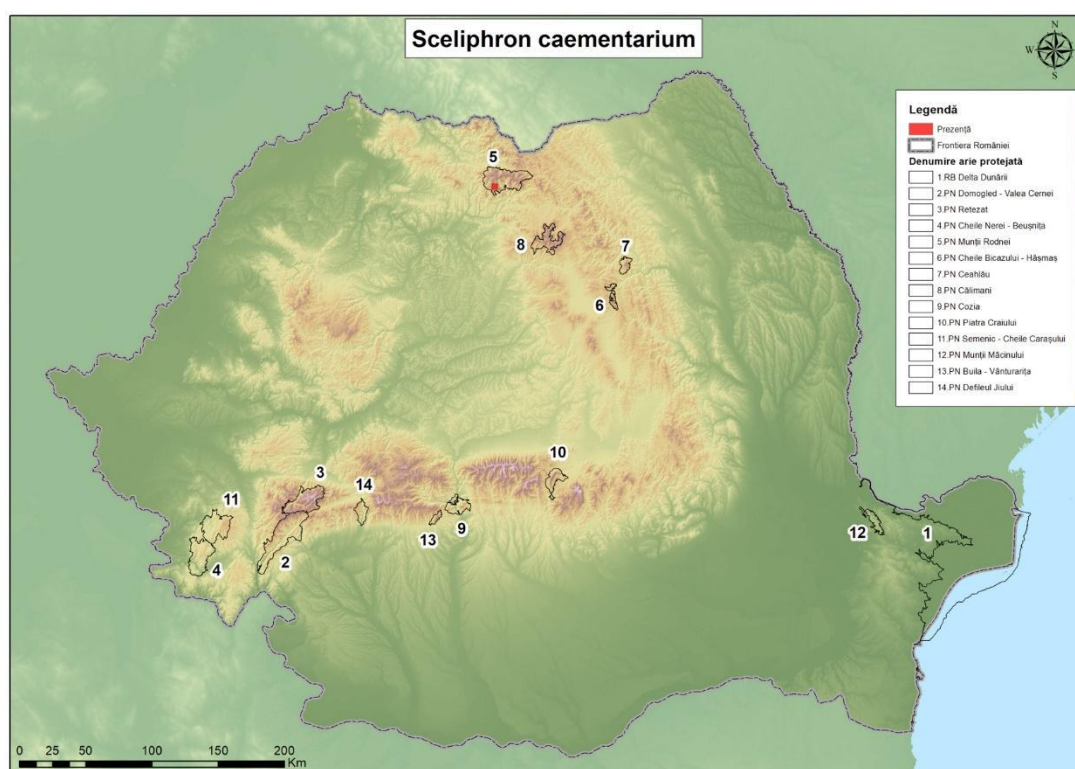 Sceliphron caementarium
N
W
E
S
Legendă
Prezență
Frontiera României
Denumire arie protejată
1.RB Delta Dunării
2.PN Domogled - Valea Cernei
3.PN Retezat
4.PN Cheile Nerei - Beușnița
5.PN Munții Rodnei
6.PN Cheile Bicazului - Hășmaș
7.PN Ceahlău
8.PN Călimani
9.PN Cozia
10.PN Piatra Craiului
11.PN Semenic - Cheile Carașului
12.PN Munții Măcinului
13.PN Buila - Vânturarița
14.PN Defileul Jiului
5
8
7
6
10
3
14
11
9
13
12
1
4
2
0 25 50 100 150 200
Km